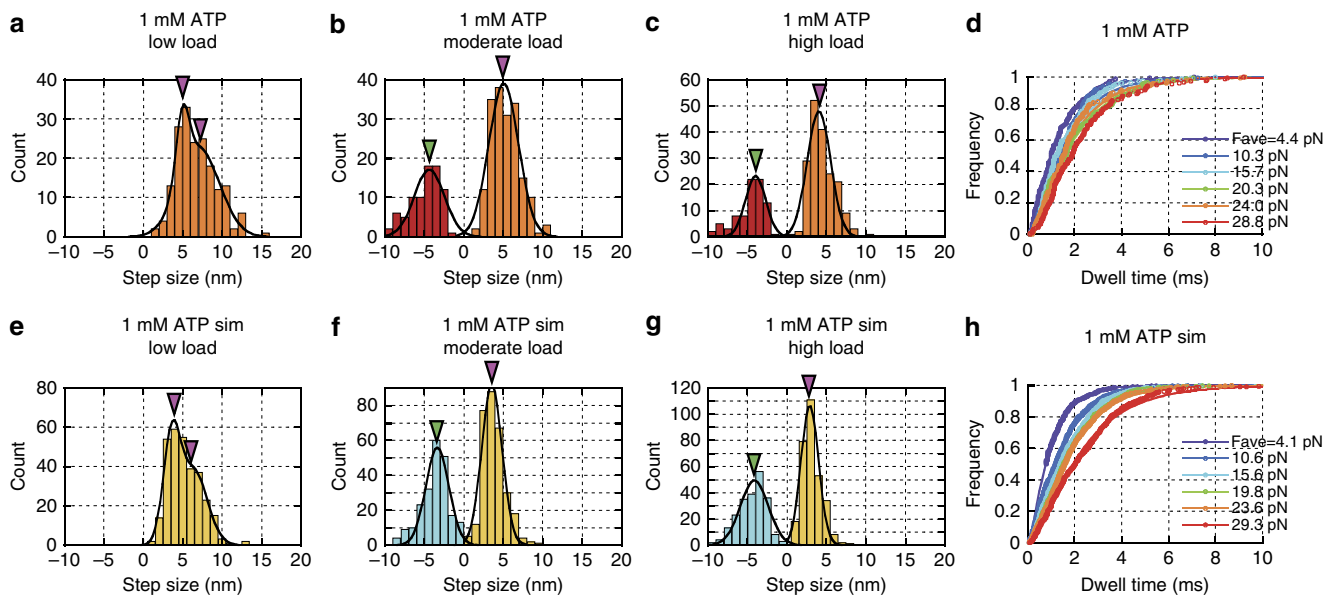 a
1 mM ATP
low load
40
30
20
10
0
Count
-10 -5 0 5 10 15 20
Step size (nm)
b
1 mM ATP
moderate load
40
30
20
10
0
Count
-10 -5 0 5 10 15 20
Step size (nm)
c
1 mM ATP
high load
60
50
40
30
20
10
0
Count
-10 -5 0 5 10 15 20
Step size (nm)
d
1 mM ATP
1
0.8
0.6
0.4
0.2
0
Frequency
Fave=4.4 pN
10.3 pN
15.7 pN
20.3 pN
24.0 pN
28.8 pN
0 2 4 6 8 10
Dwell time (ms)
e
1 mM ATP sim
low load
80
60
40
20
0
Count
-10 -5 0 5 10 15 20
Step size (nm)
f
1 mM ATP sim
moderate load
80
60
40
20
0
Count
-10 -5 0 5 10 15 20
Step size (nm)
g
1 mM ATP sim
high load
120
100
80
60
40
20
0
Count
-10 -5 0 5 10 15 20
Step size (nm)
h
1 mM ATP sim
1
0.8
0.6
0.4
0.2
0
Frequency
Fave=4.1 pN
10.6 pN
15.6 pN
19.8 pN
23.6 pN
29.3 pN
0 2 4 6 8 10
Dwell time (ms)